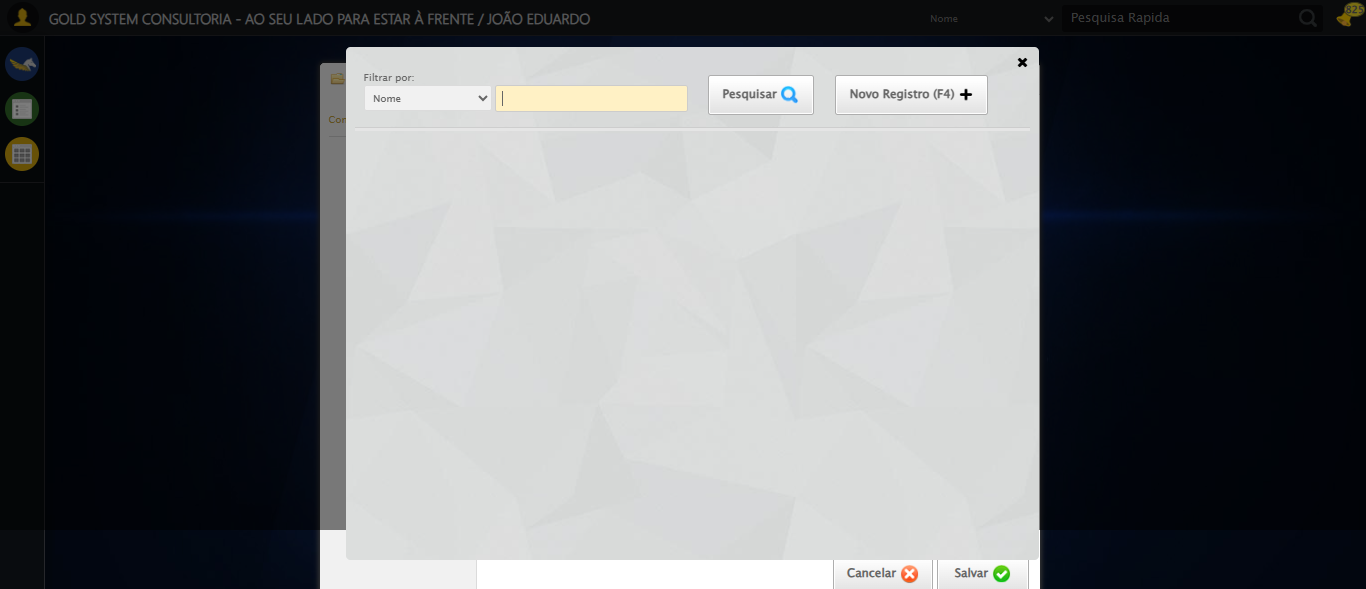 GOLD SYSTEM CONSULTORIA - AO SEU LADO PARA ESTAR À FRENTE / JOÃO EDUARDO
Nome
Pesquisa Rapida
825
Filtrar por:
Nome
Pesquisar
Novo Registro (F4)
Con
Cancelar
Salvar